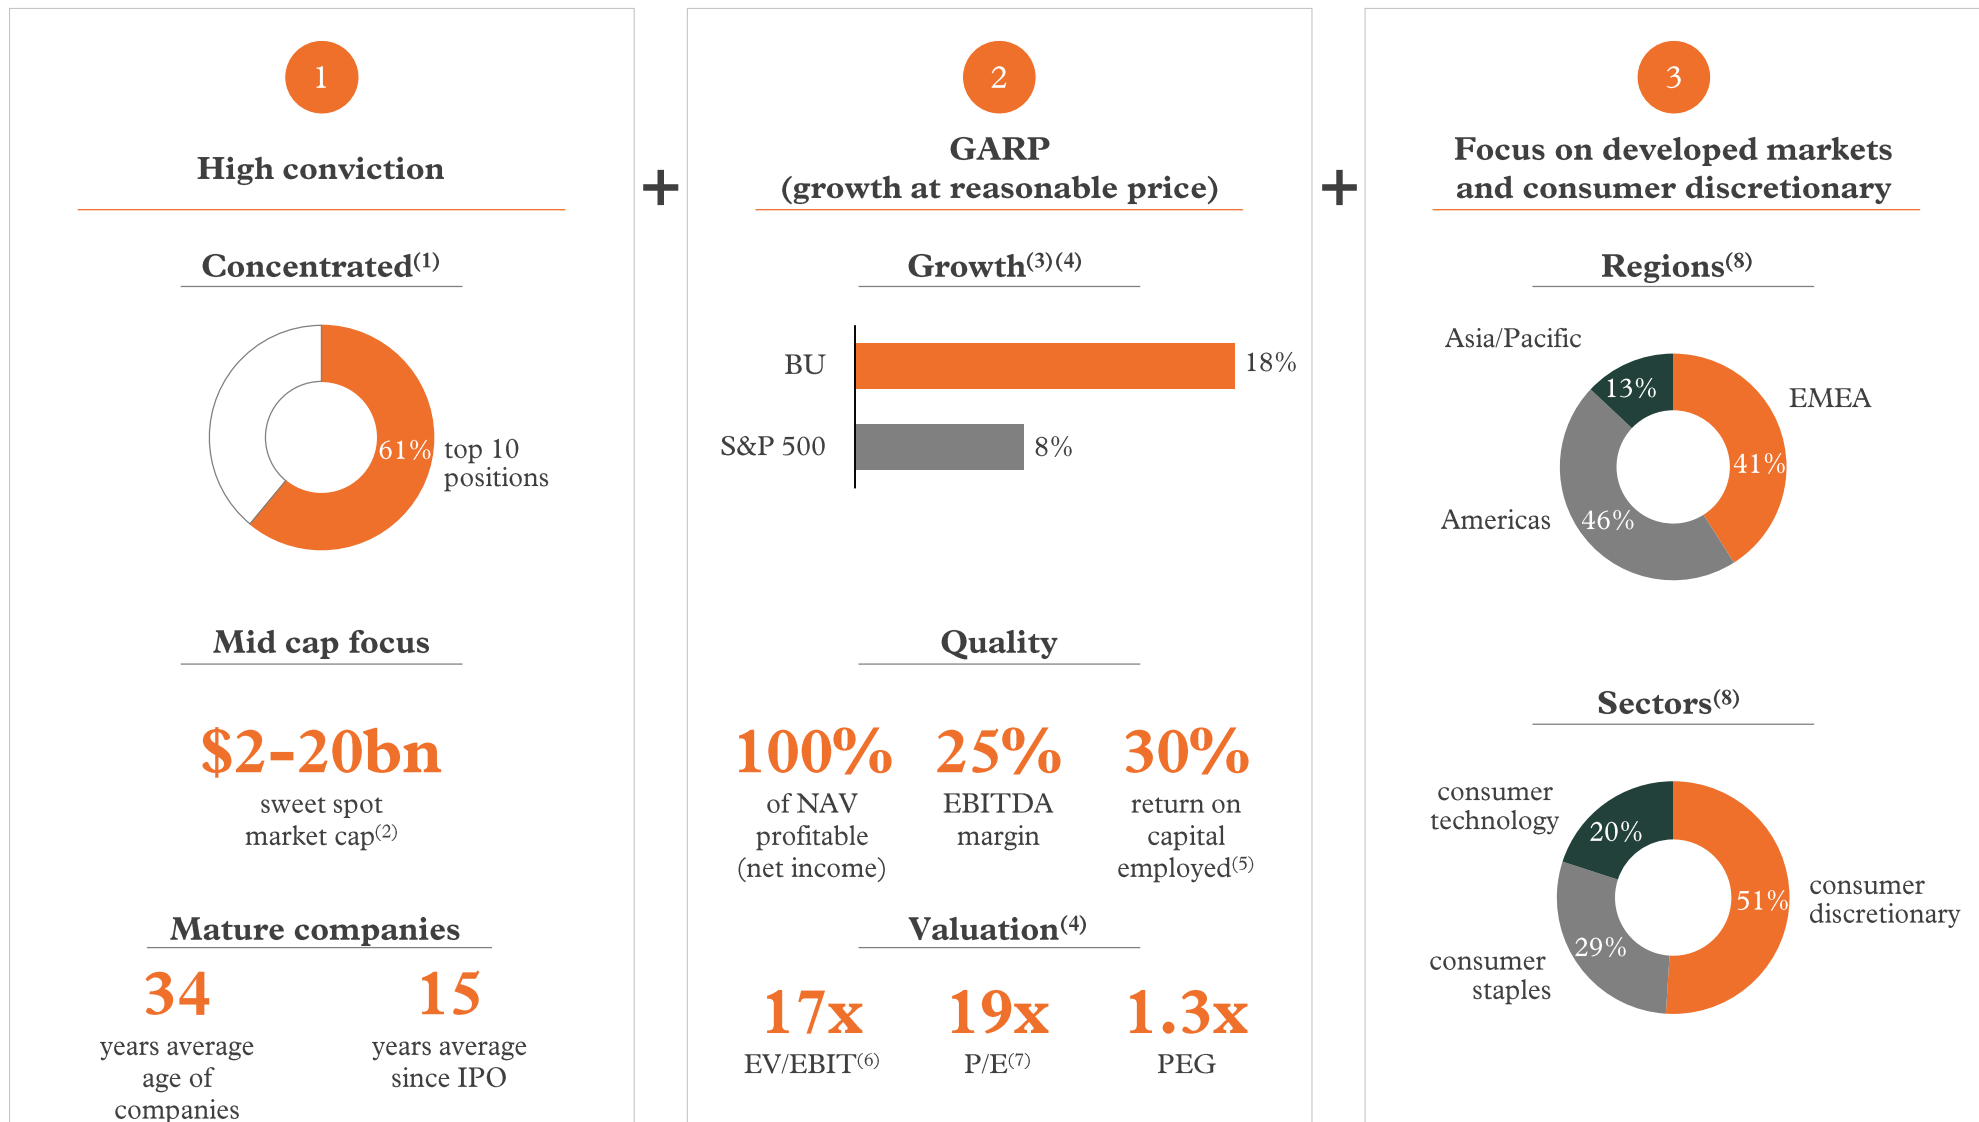 1
High conviction
Concentrated(1)
61%
top 10
positions
Mid cap focus
$2-20bn
sweet spot
market cap(2)
Mature companies
34
years average
age of
companies
15
years average
since IPO
+
2
GARP
(growth at reasonable price)
Growth(3)(4)
BU
18%
S&P 500
8%
Quality
100%
of NAV
profitable
(net income)
25%
EBITDA
margin
30%
return on
capital
employed(5)
Valuation(4)
17x
EV/EBIT(6)
19x
P/E(7)
1.3x
PEG
+
3
Focus on developed markets
and consumer discretionary
Regions(8)
Asia/Pacific
13%
EMEA
41%
Americas
46%
Sectors(8)
consumer
technology
20%
consumer
discretionary
51%
consumer
staples
29%